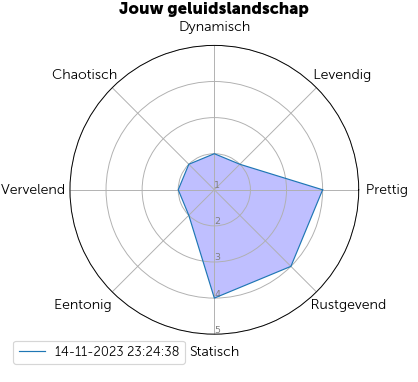 Jouw geluidslandschap
Dynamisch
Chaotisch
Levendig
Vervelend
Prettig
1
2
3
4
5
Eentonig
Rustgevend
14-11-2023 23:24:38
Statisch